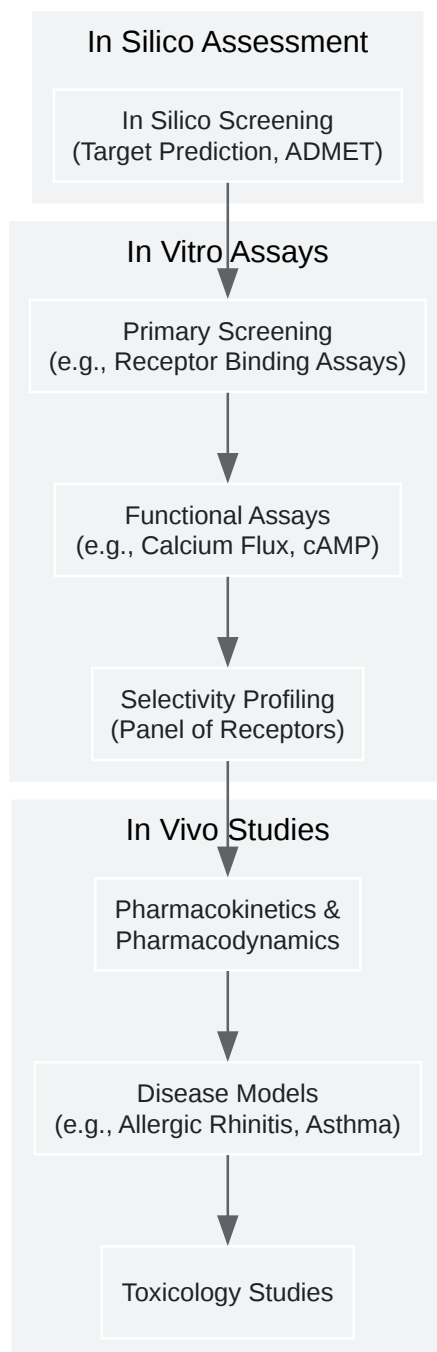 In Silico Assessment
In Silico Screening
(Target Prediction, ADMET)
In Vitro Assays
Primary Screening
(e.g., Receptor Binding Assays)
Functional Assays
(e.g., Calcium Flux, cAMP)
Selectivity Profiling
(Panel of Receptors)
In Vivo Studies
Pharmacokinetics &
Pharmacodynamics
Disease Models
(e.g., Allergic Rhinitis, Asthma)
Toxicology Studies